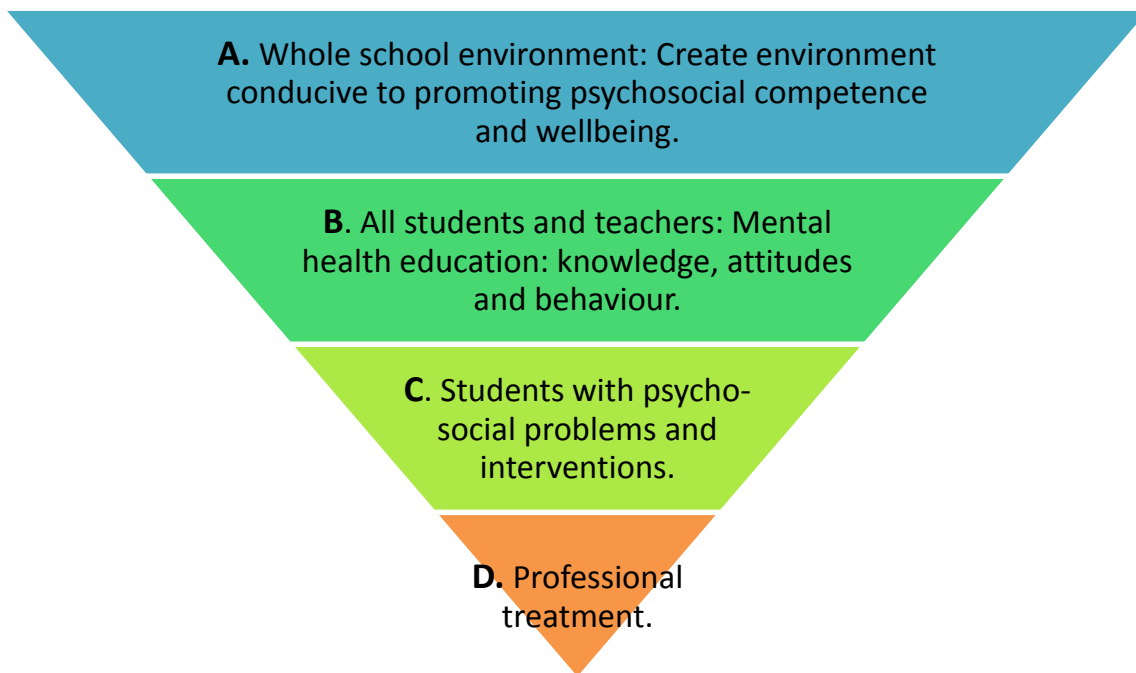 A. Whole school environment: Create environment
conducive to promoting psychosocial competence
and wellbeing.
B. All students and teachers: Mental
health education: knowledge, attitudes
and behaviour.
C. Students with psycho-
social problems and
interventions.
D. Professional
treatment.